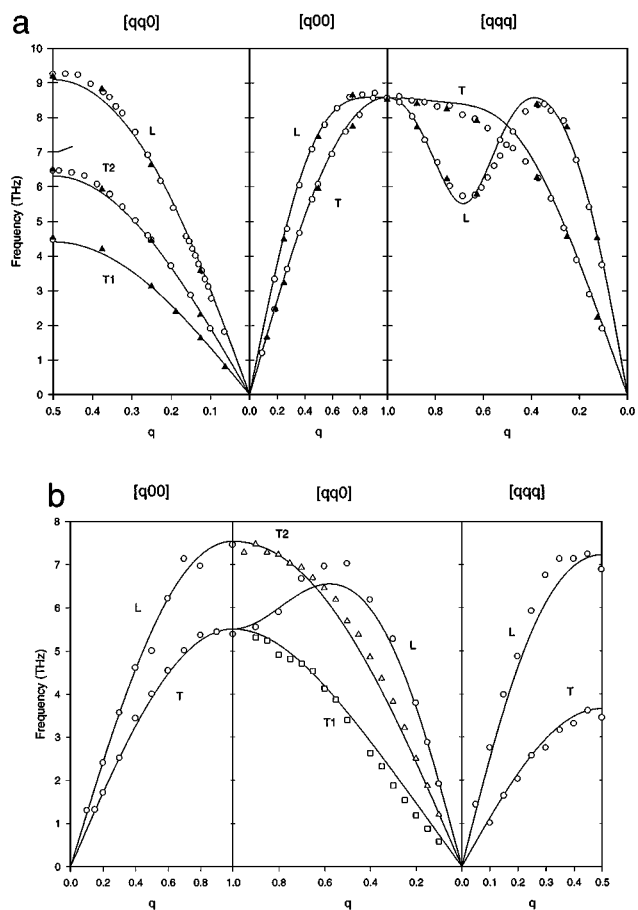 a
[qq0] [q00] [qqq]
10
9
8
7
6
5
4
3
2
1
0
Frequency (THz)
L
T2
T1
L
T
T
L
0.5 0.4 0.3 0.2 0.1 0.0 0.2 0.4 0.6 0.8 1.0 0.8 0.6 0.4 0.2 0.0
q q q
b
[q00] [qq0] [qqq]
8
7
6
5
4
3
2
1
0
Frequency (THz)
L
T
T2
L
T1
L
T
0.0 0.2 0.4 0.6 0.8 1.0 0.8 0.6 0.4 0.2 0.0 0.1 0.2 0.3 0.4 0.5
q q q